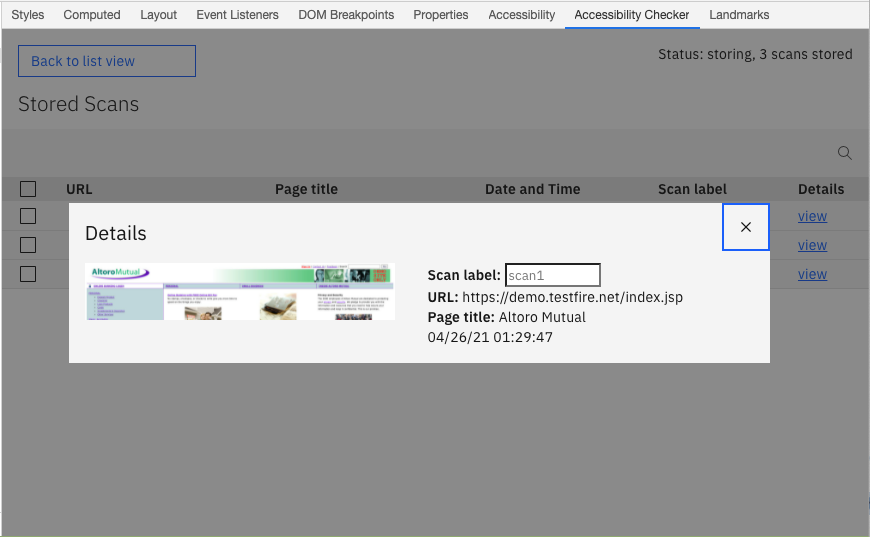 Styles Computed Layout Event Listeners DOM Breakpoints Properties Accessibility Accessibility Checker Landmarks
Back to list view
Status: storing, 3 scans stored
Stored Scans
URL Page title Date and Time Scan label Details
view
view
view
Details
AltoroMutual
Scan label: scan1
URL: https://demo.testfire.net/index.jsp
Page title: Altoro Mutual
04/26/21 01:29:47